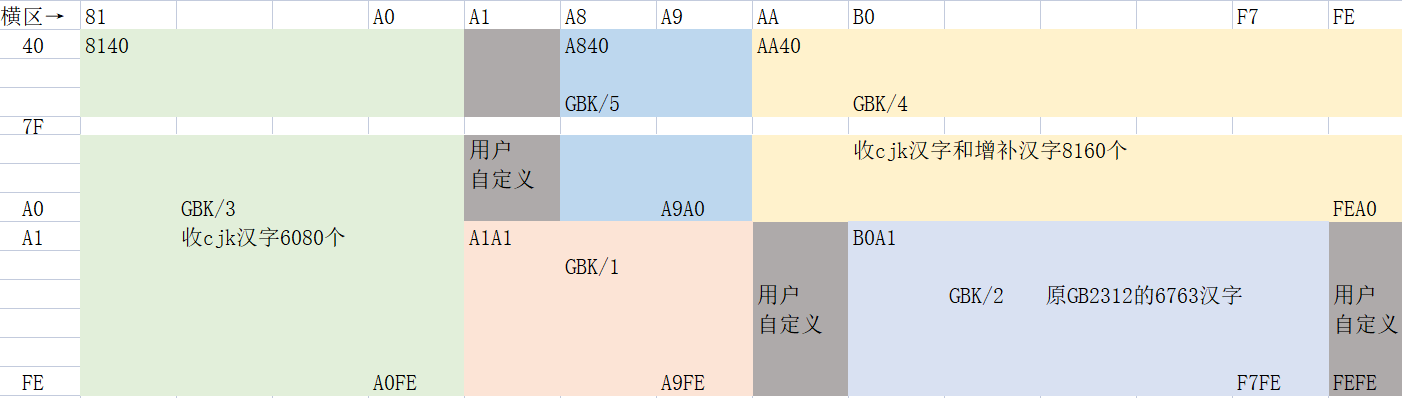 横区→ 81 A0 A1 A8 A9 AA B0 F7 FE
40 8140 A840 AA40
GBK/5 GBK/4
7F
用户 收cjk汉字和增补汉字8160个
自定义
A0 GBK/3 A9A0 FEA0
A1 收cjk汉字6080个 A1A1 B0A1
GBK/1
用户 GBK/2 原GB2312的6763汉字 用户
自定义 自定义
FE A0FE A9FE F7FE FEFE